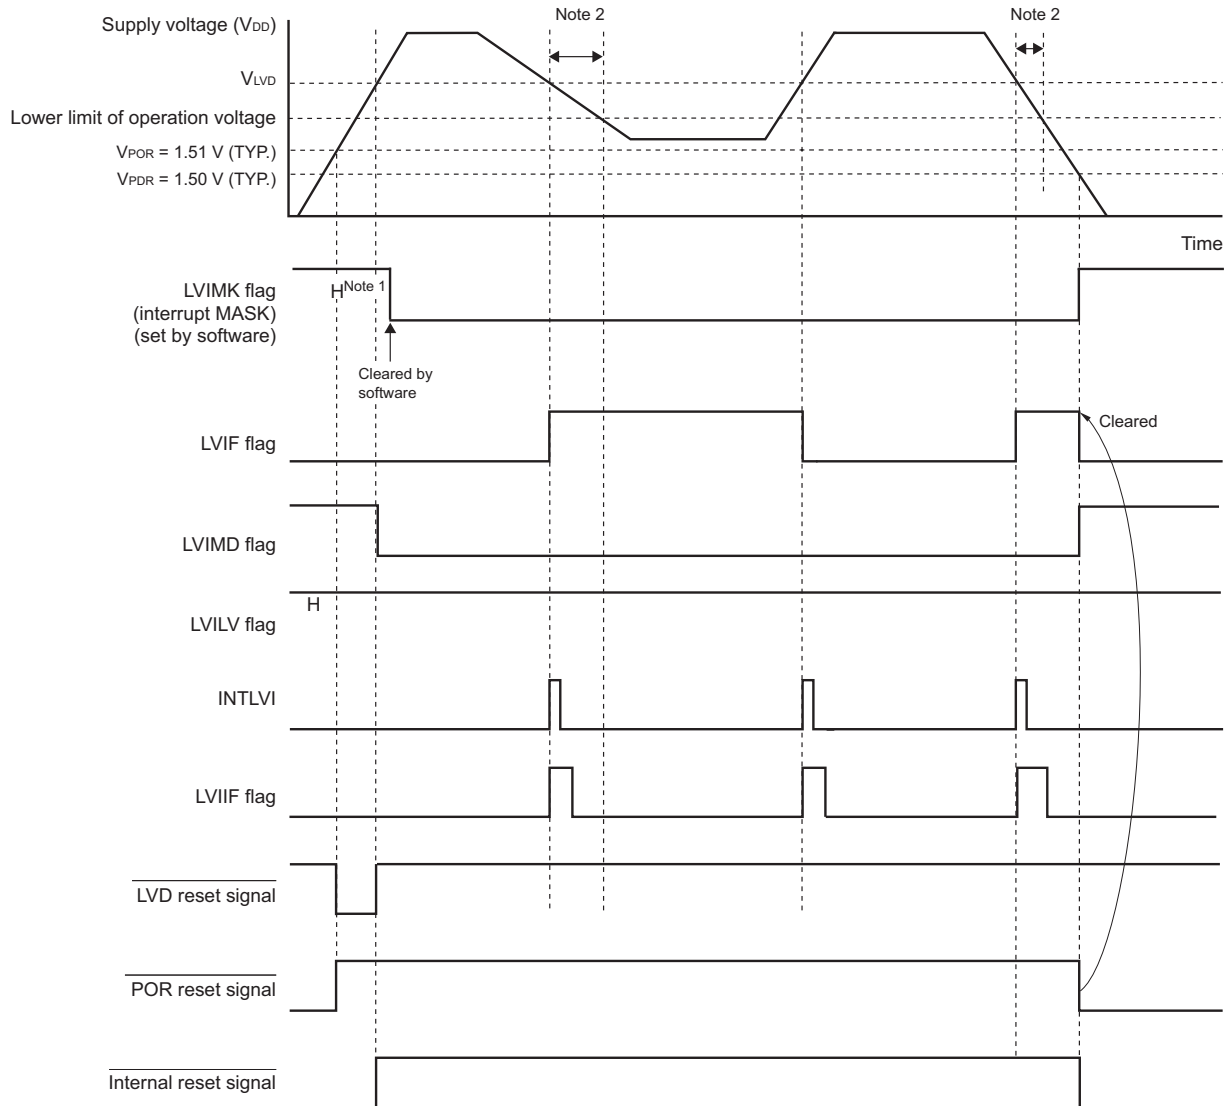 Note 2
Note 2
Supply voltage (VDD)
VLVD
Lower limit of operation voltage
VPOR = 1.51 V (TYP.)
VPDR = 1.50 V (TYP.)
Time
LVIMK flag
(interrupt MASK)
(set by software)
H Note 1
Cleared by
software
LVIF flag
Cleared
LVIMD flag
H
LVILV flag
INTLVI
LVIIF flag
LVD reset signal
POR reset signal
Internal reset signal